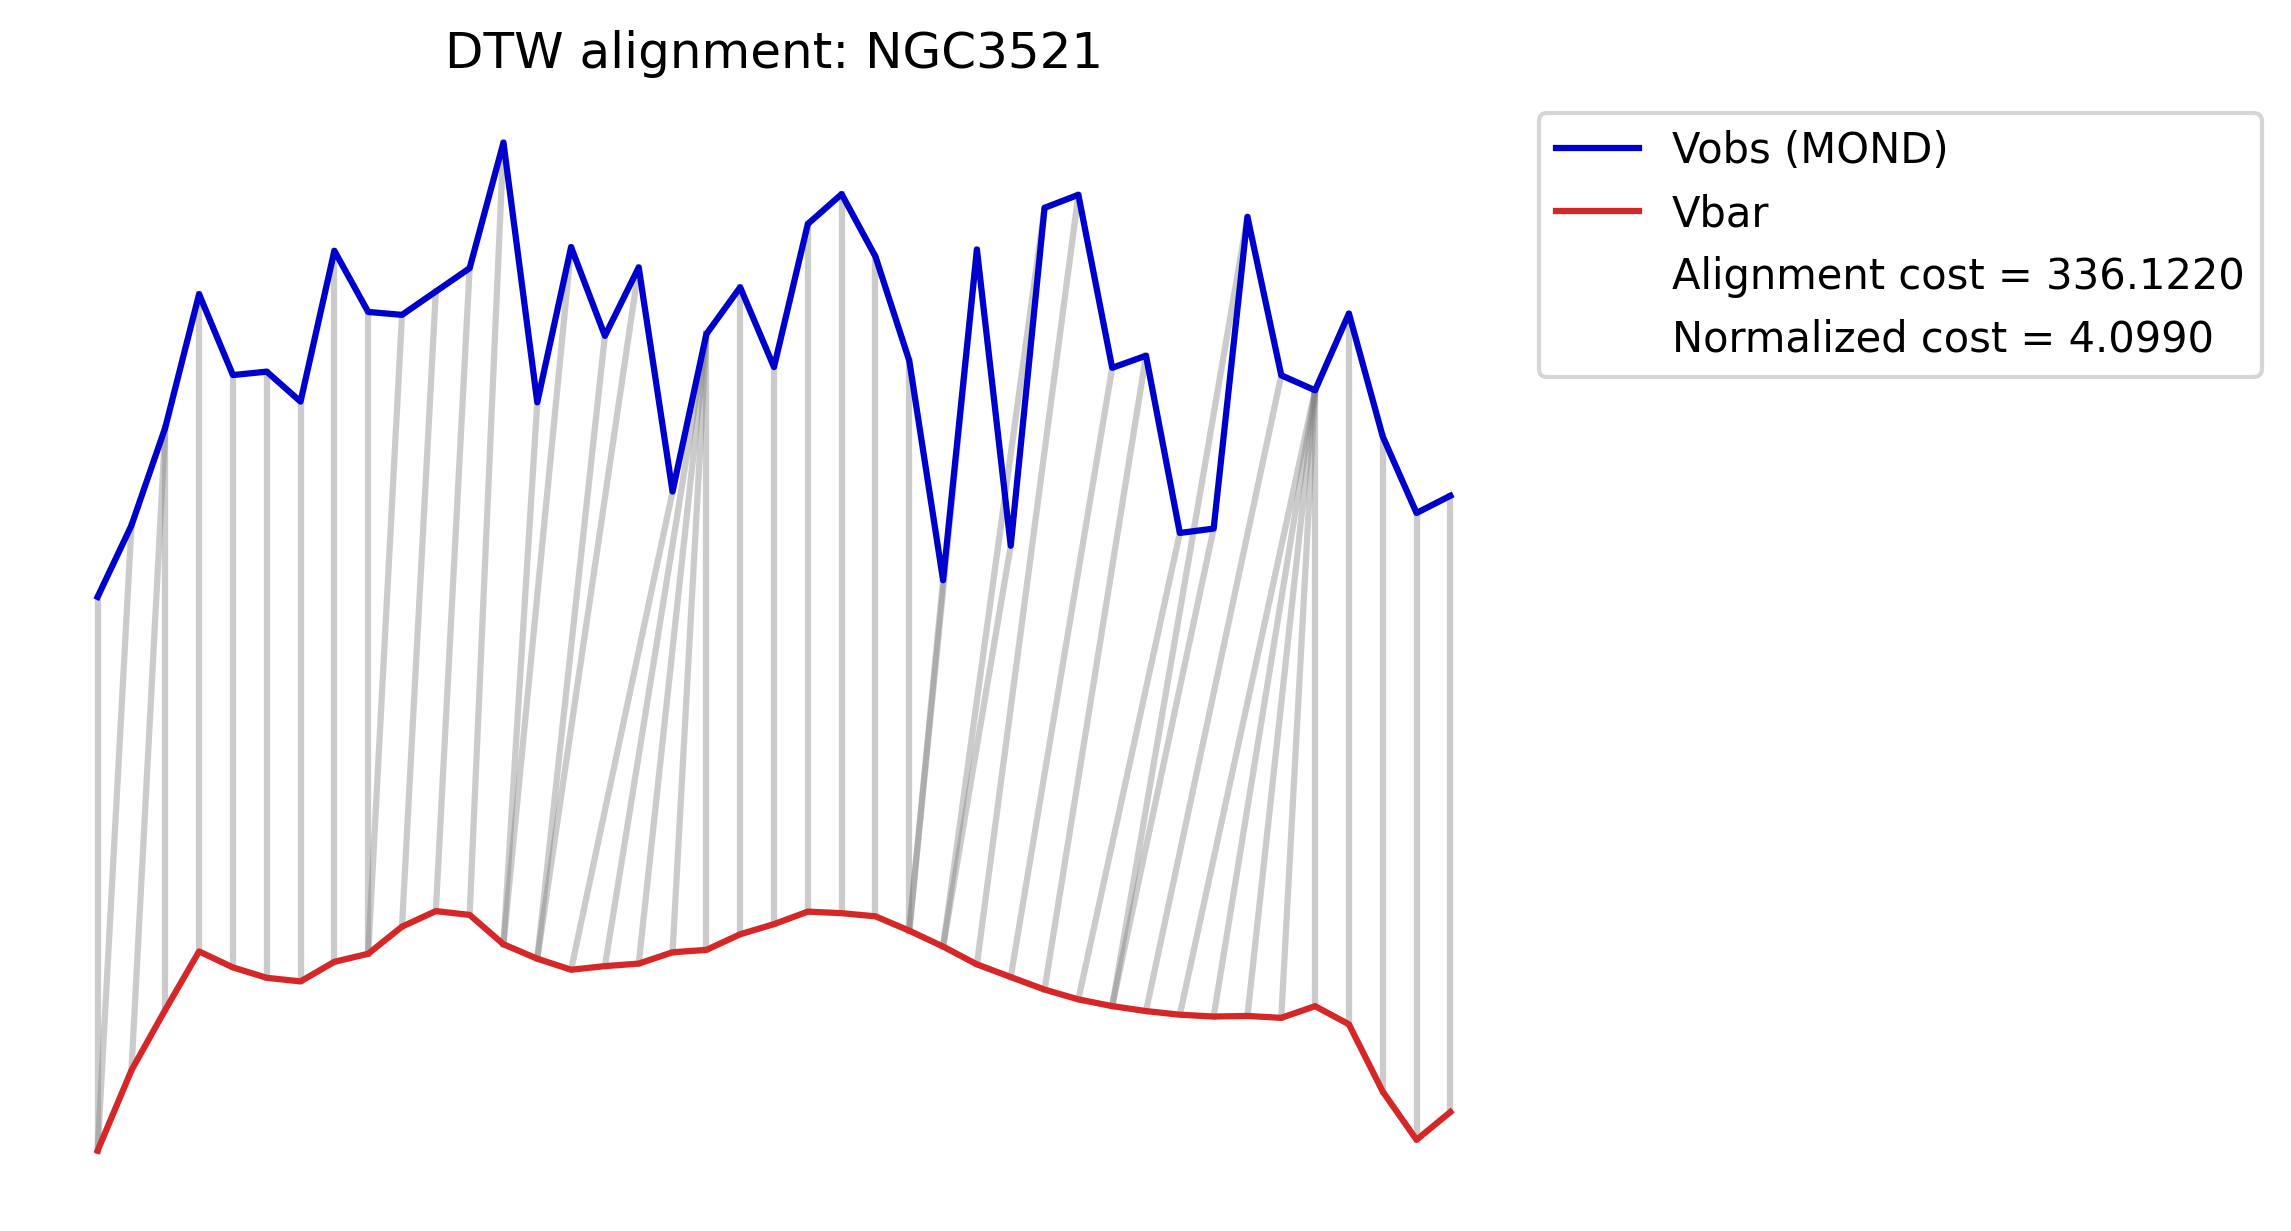 DTW alignment: NGC3521
Vobs (MOND)
Vbar
Alignment cost = 336.1220
Normalized cost = 4.0990